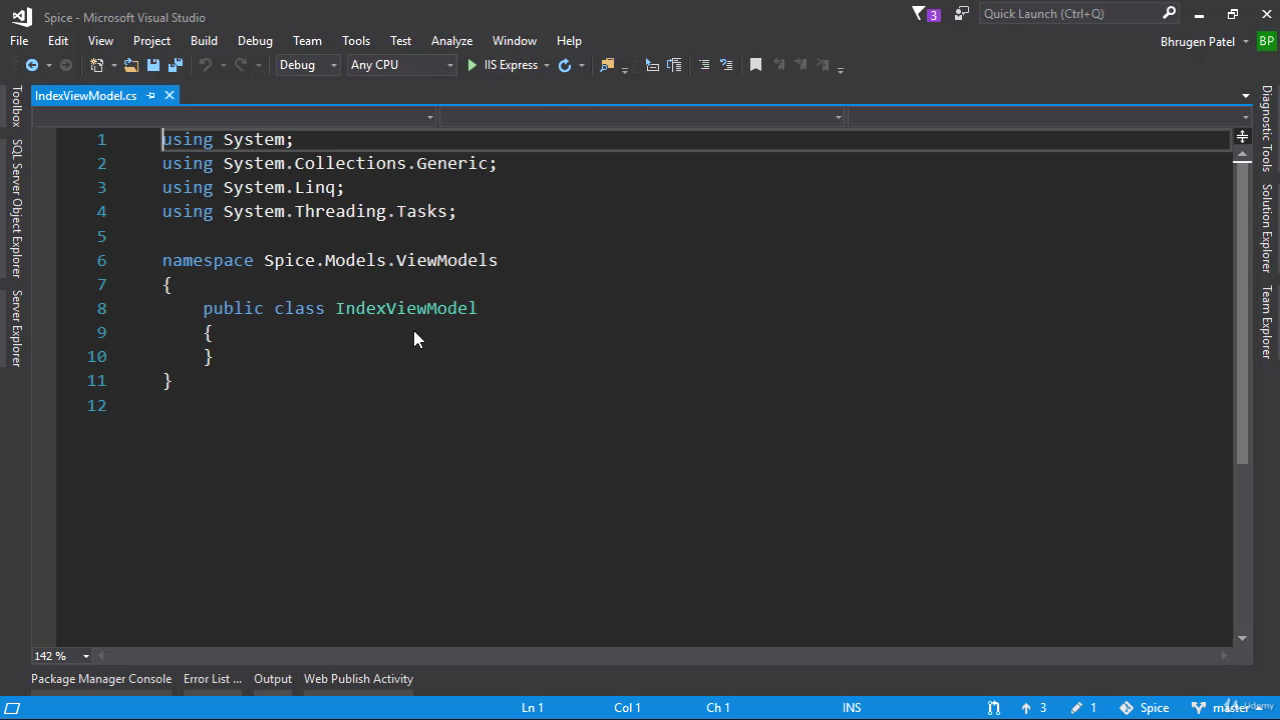 Spice - Microsoft Visual Studio
3
Quick Launch (Ctrl+Q)
File Edit View Project Build Debug Team Tools Test Analyze Window Help
Bhrugen Patel BP
Debug Any CPU IIS Express
IndexViewModel.cs
Toolbox
SQL Server Object Explorer
Server Explorer
1 using System;
2 using System.Collections.Generic;
3 using System.Linq;
4 using System.Threading.Tasks;
5
6 namespace Spice.Models.ViewModels
7 {
8 public class IndexViewModel
9 {
10 }
11 }
12
Diagnostic Tools
Solution Explorer
Team Explorer
142 %
Package Manager Console Error List ... Output Web Publish Activity
Ln 1 Col 1 Ch 1 INS 3 1 Spice master
Udemy